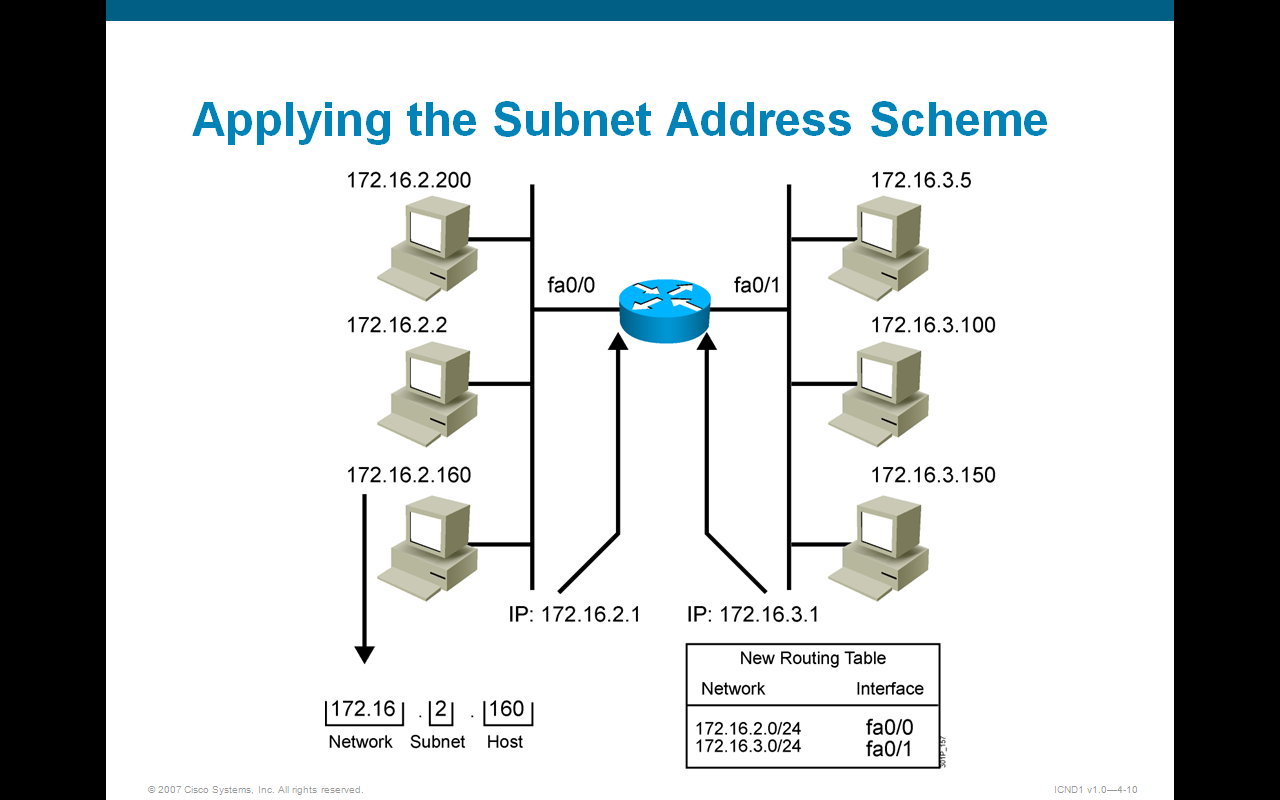 Applying the Subnet Address Scheme
172.16.2.200
172.16.3.5
fa0/0
fa0/1
172.16.2.2
172.16.3.100
172.16.2.160
172.16.3.150
IP: 172.16.2.1
IP: 172.16.3.1
New Routing Table
Network Interface
172.16.2.0/24 fa0/0
172.16.3.0/24 fa0/1
172.16 . 2 . 160
Network Subnet Host
301P_157
© 2007 Cisco Systems, Inc. All rights reserved.
ICND1 v1.0—4-10